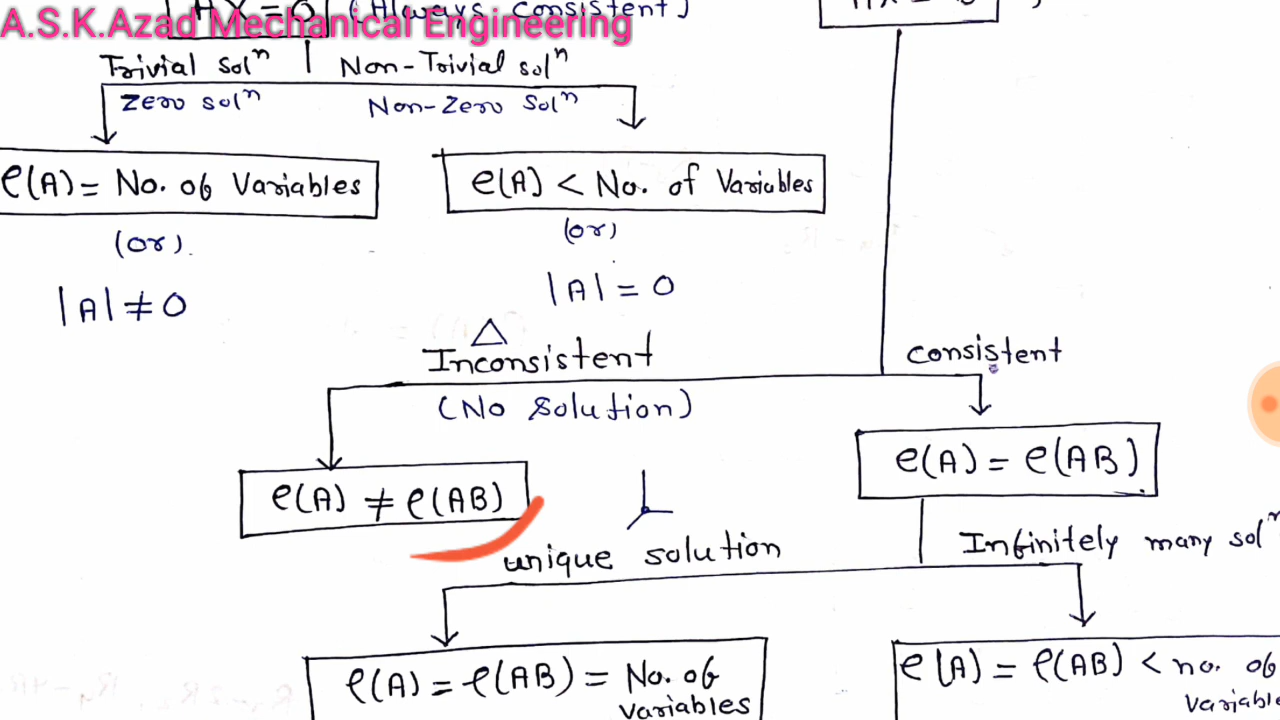 AX = 0 (Always consistent)
A.S.K.Azad Mechanical Engineering
Trivial solⁿ Non-Trivial solⁿ
Zero solⁿ Non-Zero Solⁿ
ρ(A) = No. of Variables
ρ(A) < No. of Variables
(or)
(or)
|A| ≠ 0
|A| = 0
△
Inconsistent
consistent
(No Solution)
ρ(A) = ρ(AB)
ρ(A) ≠ ρ(AB)
unique solution
Infinitely many solⁿ
ρ(A) = ρ(AB) = No. of
Variables
ρ(A) = ρ(AB) < no. of